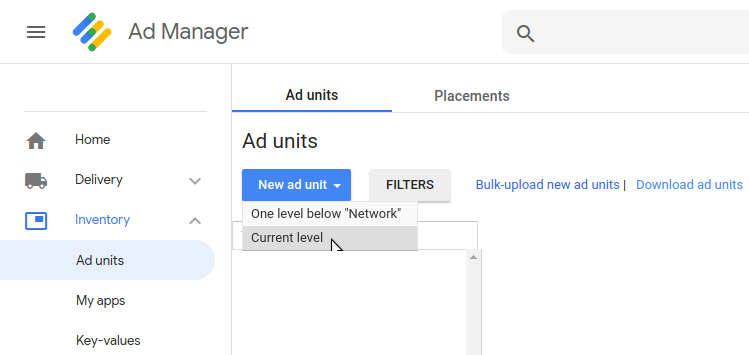 Ad Manager
Ad units
Placements
Home
Delivery
Inventory
Ad units
My apps
Key-values
Ad units
New ad unit
FILTERS
Bulk-upload new ad units |
Download ad units
One level below "Network"
Current level